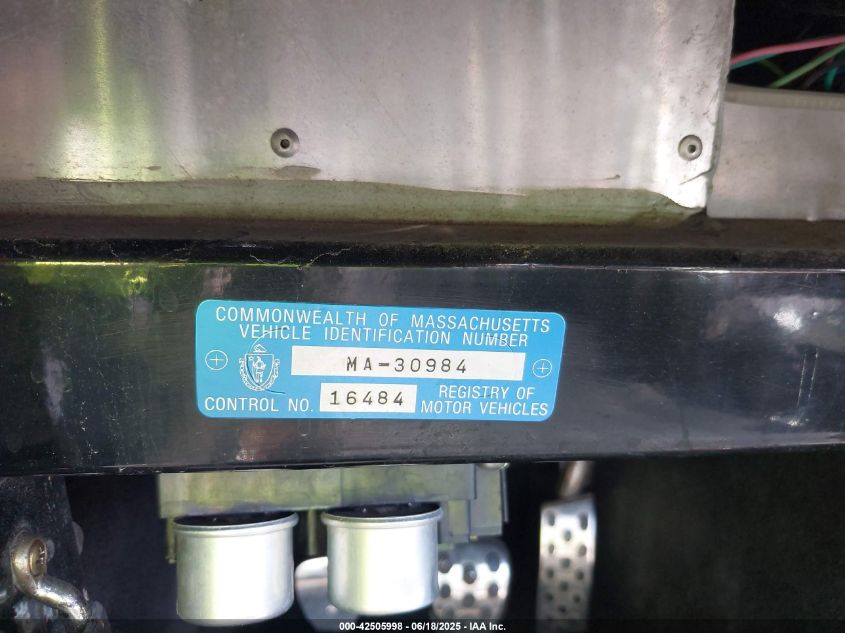 COMMONWEALTH OF MASSACHUSETTS
VEHICLE IDENTIFICATION NUMBER
MA-30984
CONTROL NO. 16484 REGISTRY OF
MOTOR VEHICLES
000-42505998 - 06/18/2025 - IAA Inc.